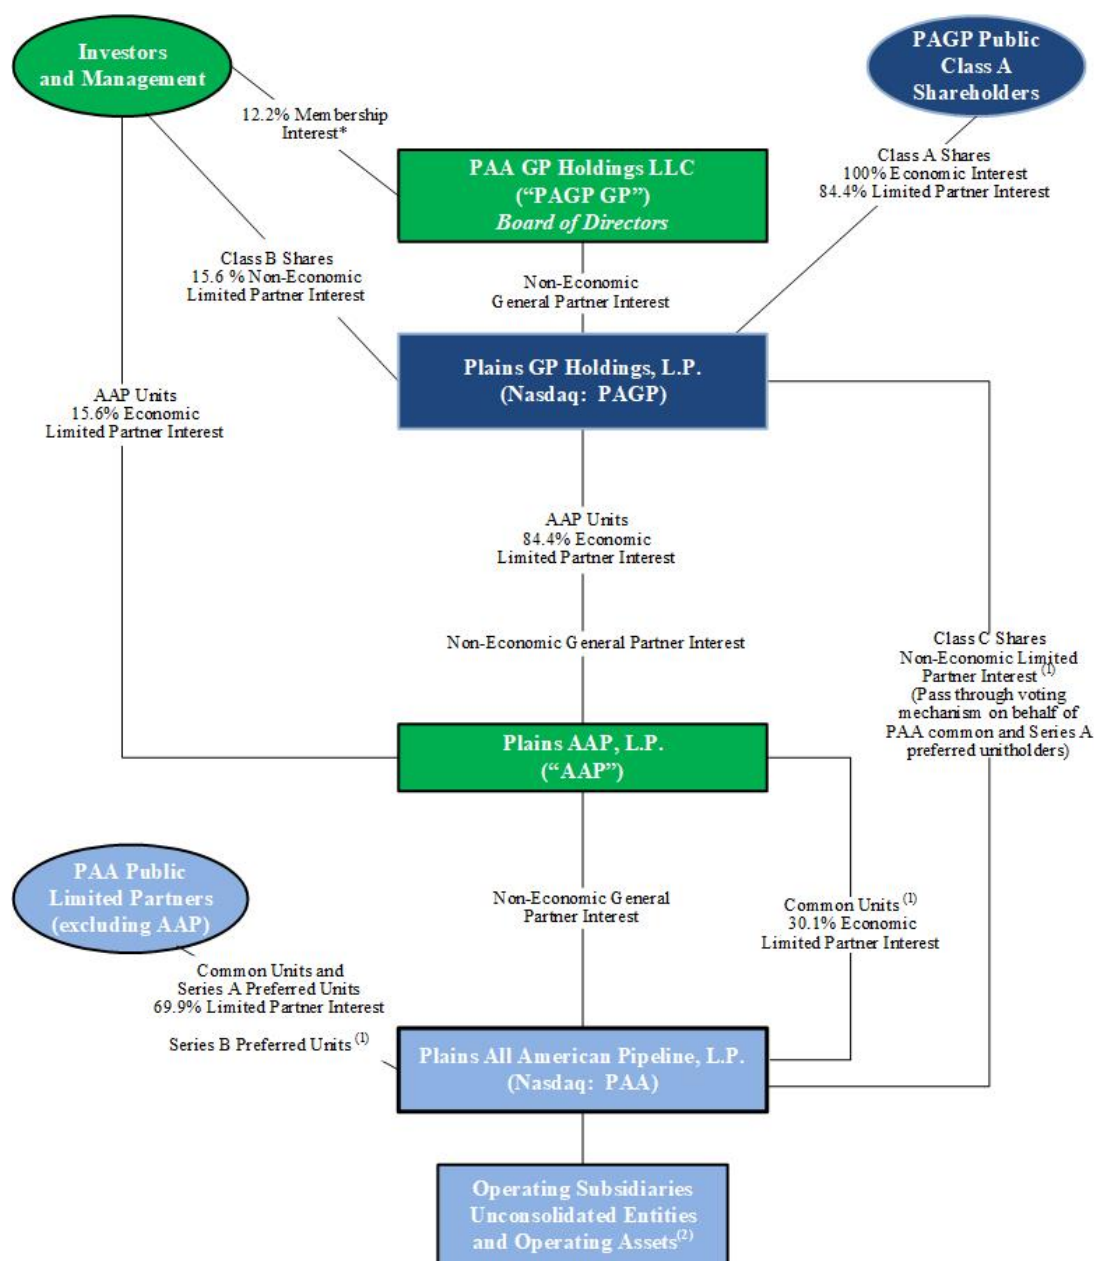 Investors
and Management
PAGP Public
Class A
Shareholders
12.2% Membership
Interest*
PAA GP Holdings LLC
(“PAGP GP”)
Board of Directors
Class A Shares
100% Economic Interest
84.4% Limited Partner Interest
Class B Shares
15.6 % Non-Economic
Limited Partner Interest
Non-Economic
General Partner Interest
Plains GP Holdings, L.P.
(Nasdaq: PAGP)
AAP Units
15.6% Economic
Limited Partner Interest
AAP Units
84.4% Economic
Limited Partner Interest
Non-Economic General Partner Interest
Class C Shares
Non-Economic Limited
Partner Interest (1)
(Pass through voting
mechanism on behalf of
PAA common and Series A
preferred unitholders)
Plains AAP, L.P.
(“AAP”)
PAA Public
Limited Partners
(excluding AAP)
Non-Economic General
Partner Interest
Common Units (1)
30.1% Economic
Limited Partner Interest
Common Units and
Series A Preferred Units
69.9% Limited Partner Interest
Series B Preferred Units (1)
Plains All American Pipeline, L.P.
(Nasdaq: PAA)
Operating Subsidiaries
Unconsolidated Entities
and Operating Assets(2)